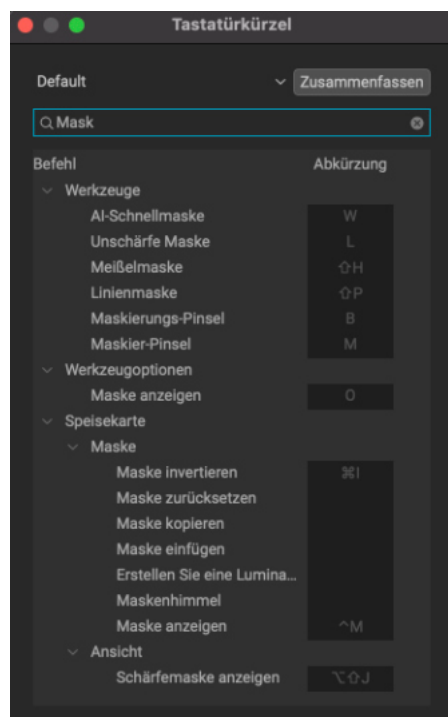 Tastatürkürzel
Default Zusammenfassen
Mask
Befehl Abkürzung
Werkzeuge
AI-Schnellmaske W
Unschärfe Maske L
Meißelmaske ⇧H
Linienmaske ⇧P
Maskierungs-Pinsel B
Maskier-Pinsel M
Werkzeugoptionen
Maske anzeigen O
Speisekarte
Maske
Maske invertieren ⌘I
Maske zurücksetzen
Maske kopieren
Maske einfügen
Erstellen Sie eine Lumina...
Maskenhimmel
Maske anzeigen ^M
Ansicht
Schärfemaske anzeigen ⌥⇧J